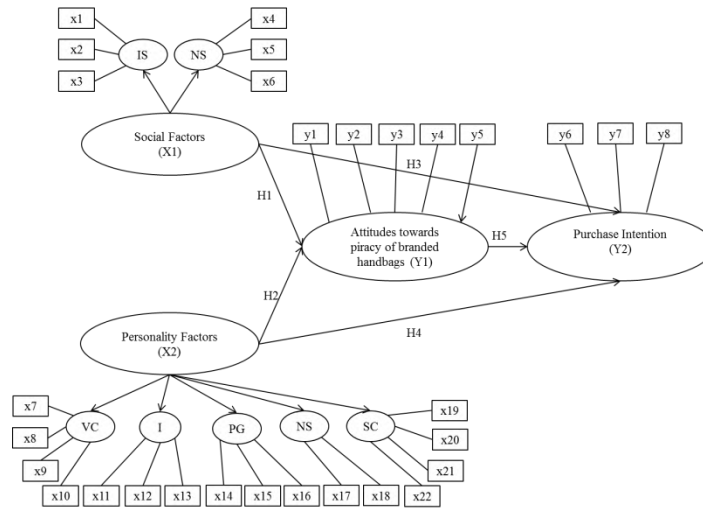 x1
x4
x2
IS
NS
x5
x3
x6
Social Factors
(X1)
y1
y2
y3
y4
y5
y6
y7
y8
H3
H1
Attitudes towards
piracy of branded
handbags (Y1)
H5
Purchase Intention
(Y2)
H2
Personality Factors
(X2)
H4
x7
x8
x9
x10
VC
I
PG
NS
SC
x19
x20
x21
x22
x11
x12
x13
x14
x15
x16
x17
x18